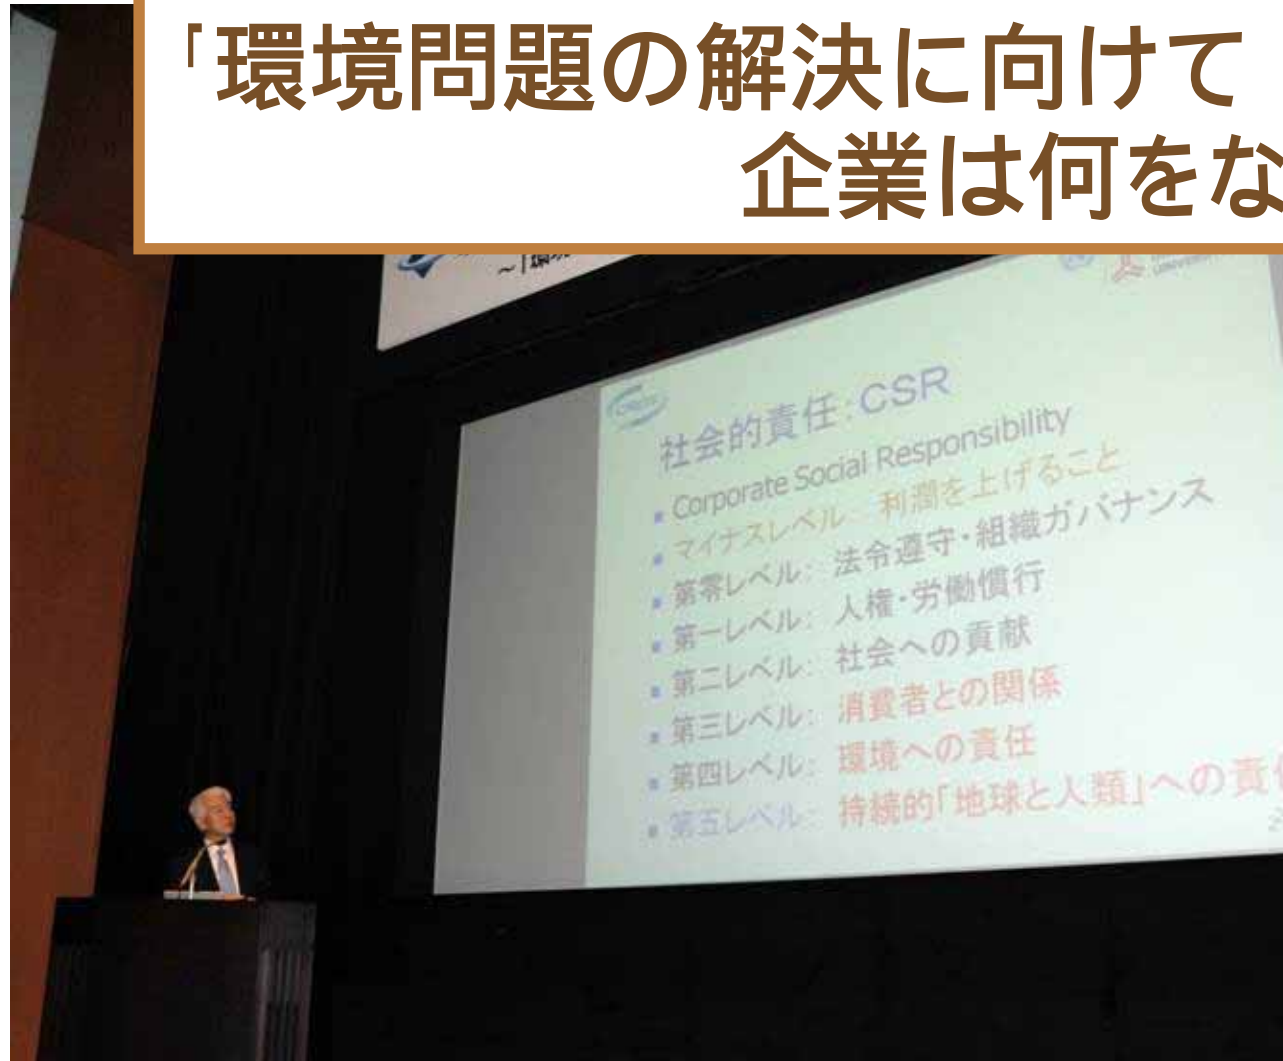 「環境問題の解決に向けて
企業は何をな
～「環境
社会的責任:CSR
Corporate Social Responsibility
マイナスレベル: 利潤を上げること
第零レベル: 法令遵守・組織ガバナンス
第一レベル: 人権・労働慣行
第二レベル: 社会への貢献
第三レベル: 消費者との関係
第四レベル: 環境への責任
第五レベル: 持続的「地球と人類」への責任